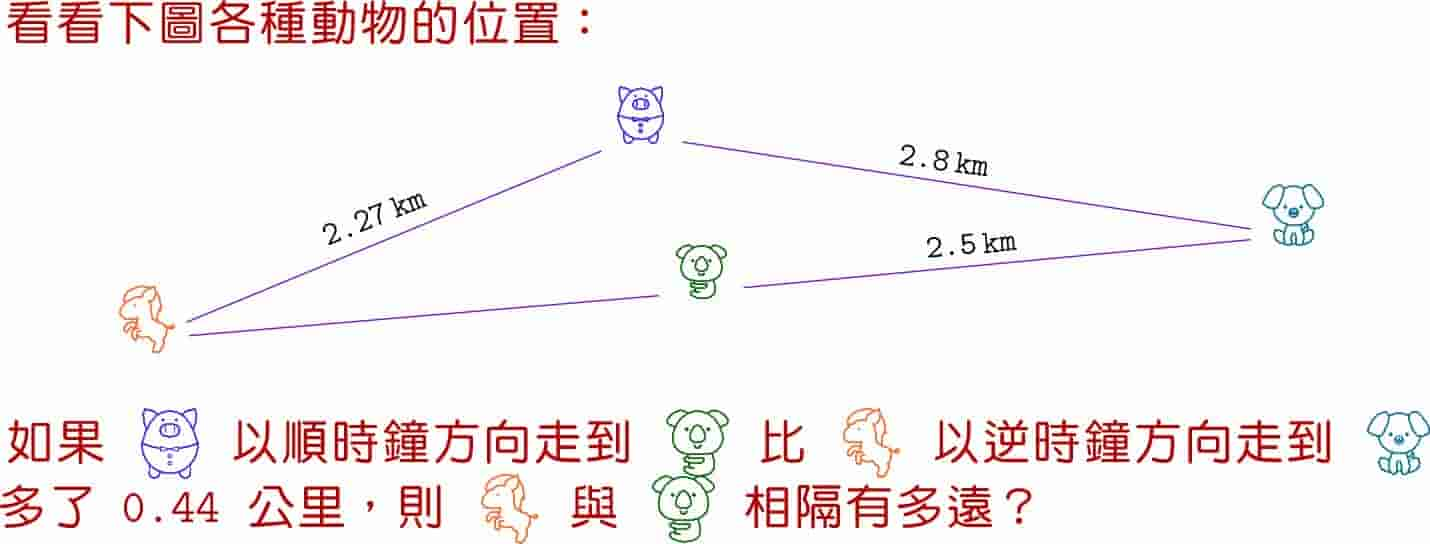 看看下圖各種動物的位置：
2.8 km
2.27 km
2.5 km
如果 以順時鐘方向走到 比 以逆時鐘方向走到
多了 0.44 公里，則 與 相隔有多遠？